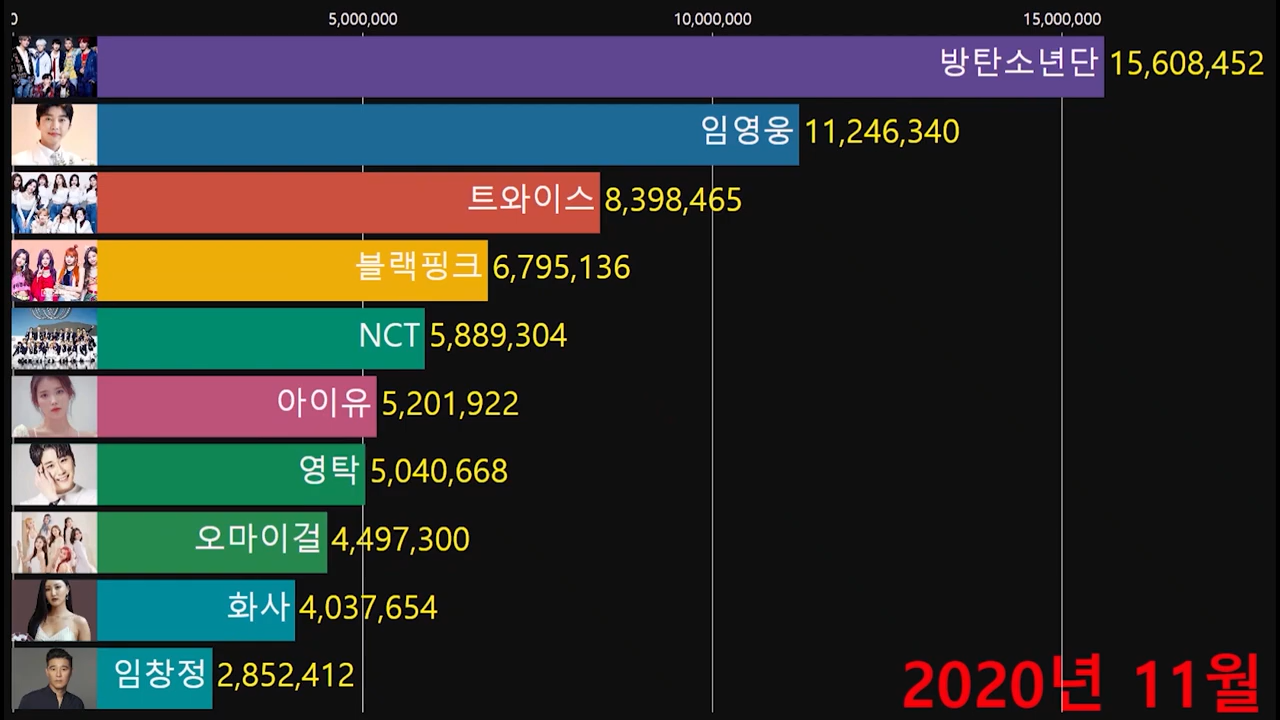 0 5,000,000 10,000,000 15,000,000
방탄소년단 15,608,452
임영웅 11,246,340
트와이스 8,398,465
블랙핑크 6,795,136
NCT 5,889,304
아이유 5,201,922
영탁 5,040,668
오마이걸 4,497,300
화사 4,037,654
임창정 2,852,412
2020년 11월